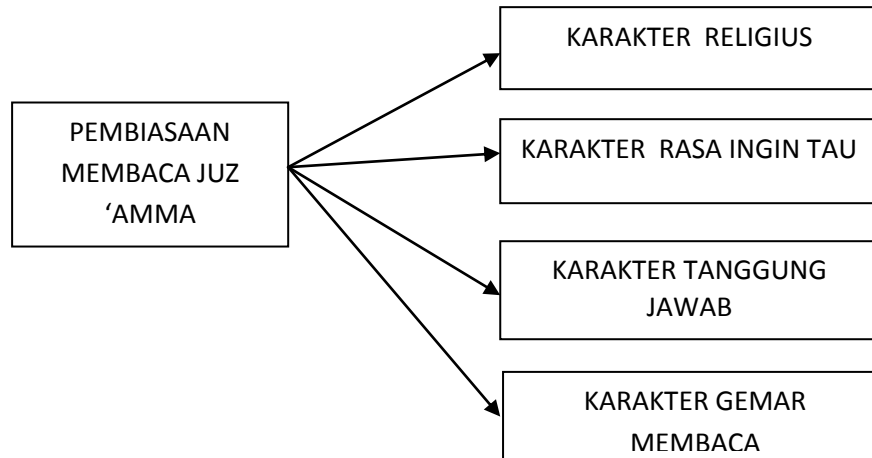 PEMBIASAAN
MEMBACA JUZ
‘AMMA
KARAKTER RELIGIUS
KARAKTER RASA INGIN TAU
KARAKTER TANGGUNG
JAWAB
KARAKTER GEMAR
MEMBACA